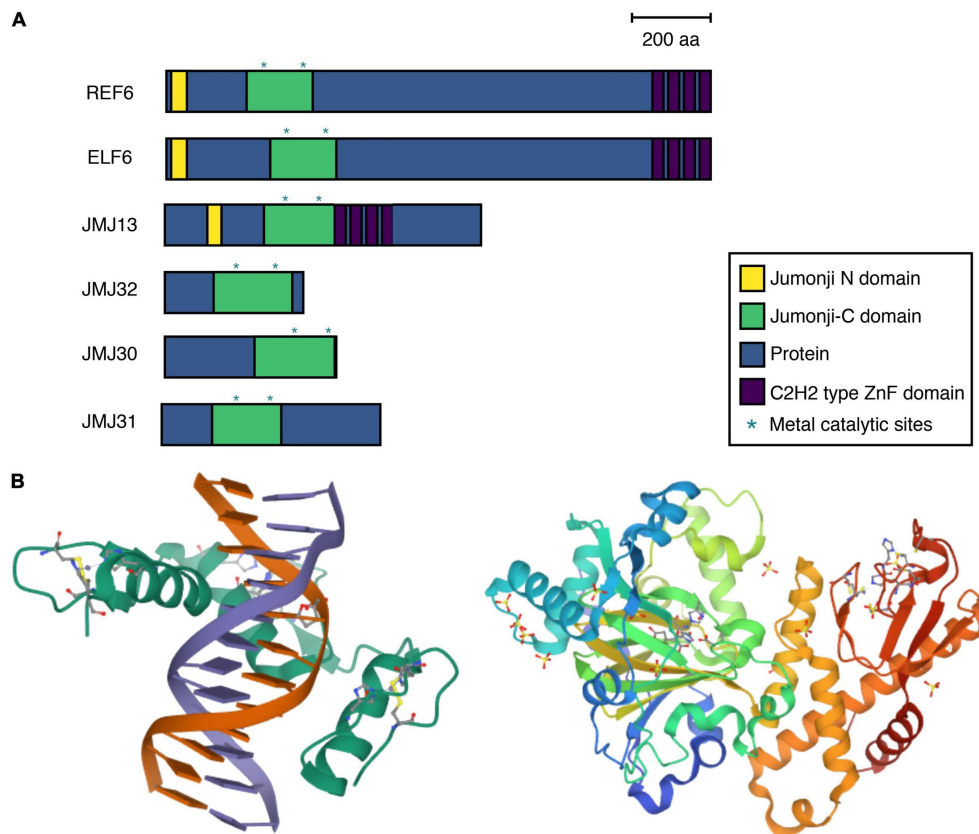 A
200 aa
REF6
ELF6
JMJ13
JMJ32
JMJ30
JMJ31
Jumonji N domain
Jumonji-C domain
Protein
C2H2 type ZnF domain
* Metal catalytic sites
B